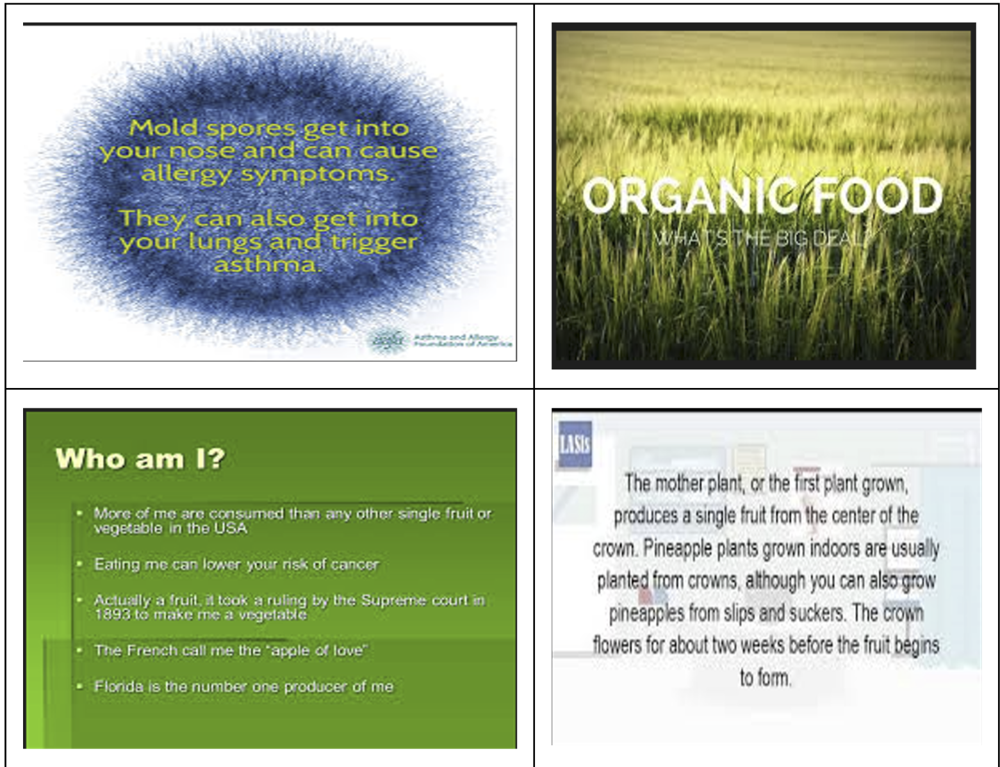 Mold spores get into
your nose and can cause
allergy symptoms.
They can also get into
your lungs and trigger
asthma.
Asthma and Allergy
Foundation of America
ORGANIC FOOD
WHAT'S THE BIG DEAL?
Who am I?
• More of me are consumed than any other single fruit or
vegetable in the USA
• Eating me can lower your risk of cancer
• Actually a fruit, it took a ruling by the Supreme court in
1893 to make me a vegetable
• The French call me the "apple of love"
• Florida is the number one producer of me
LASIs
The mother plant, or the first plant grown,
produces a single fruit from the center of the
crown. Pineapple plants grown indoors are usually
planted from crowns, although you can also grow
pineapples from slips and suckers. The crown
flowers for about two weeks before the fruit begins
to form.